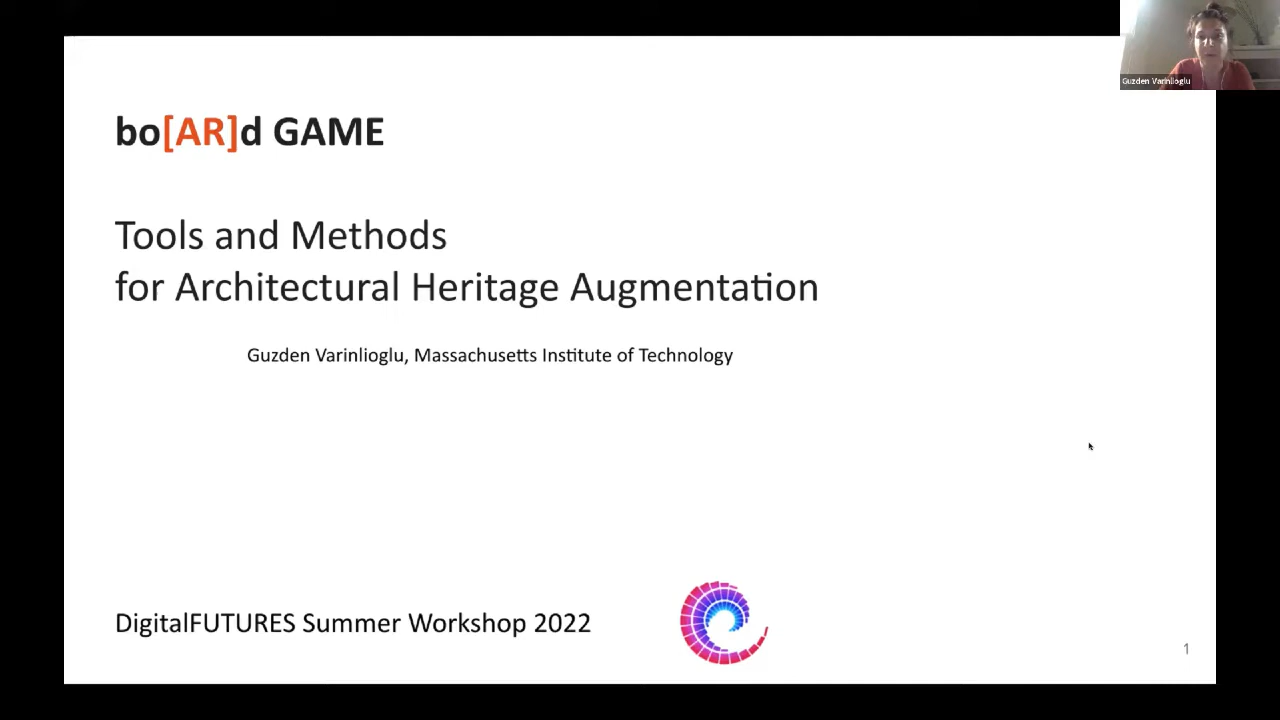 bo[AR]d GAME
Tools and Methods
for Architectural Heritage Augmentation
Guzden Varinlioglu, Massachusetts Institute of Technology
DigitalFUTURES Summer Workshop 2022
1
Guzden Varinlioglu